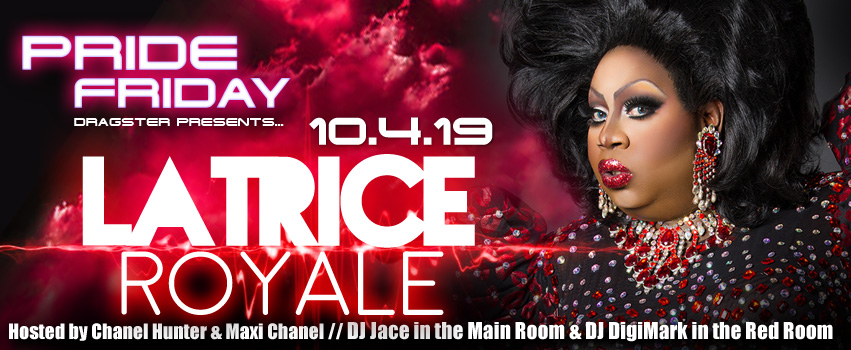 PRIDE
FRIDAY
DRAGSTER PRESENTS...
10.4.19
LATRICE
ROYALE
Hosted by Chanel Hunter & Maxi Chanel // DJ Jace in the Main Room & DJ DigiMark in the Red Room